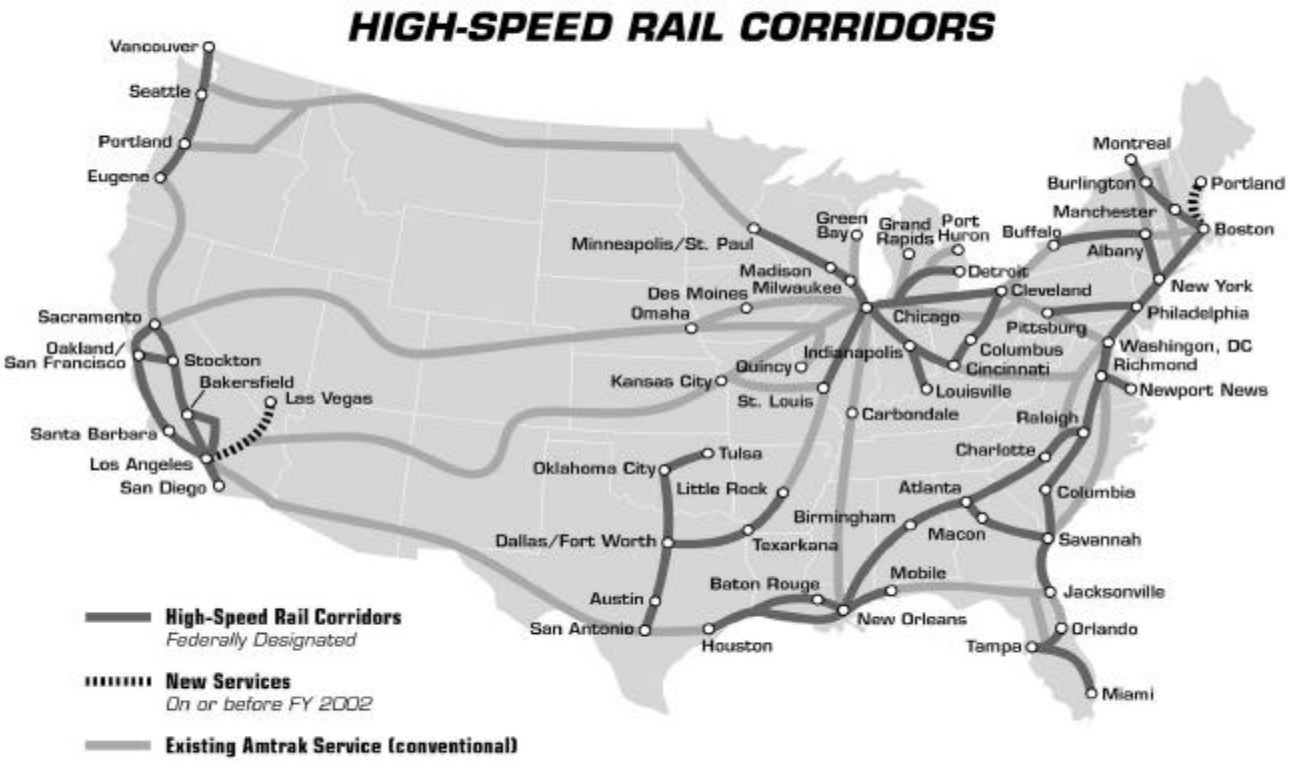 HIGH-SPEED RAIL CORRIDORS
Vancouver
Seattle
Portland
Eugene
Sacramento
Oakland/
San Francisco
Stockton
Bakersfield
Las Vegas
Santa Barbara
Los Angeles
San Diego
Minneapolis/St. Paul
Green
Bay
Grand
Rapids
Port
Huron
Madison
Milwaukee
Detroit
Des Moines
Omaha
Chicago
Cleveland
Indianapolis
Columbus
Cincinnati
Quincy
Kansas City
St. Louis
Louisville
Carbondale
Montreal
Burlington
Portland
Manchester
Buffalo
Boston
Albany
New York
Pittsburg
Philadelphia
Washingon, DC
Richmond
Newport News
Raleigh
Charlotte
Oklahoma City
Tulsa
Little Rock
Atlanta
Columbia
Birmingham
Macon
Savannah
Dallas/Fort Worth
Texarkana
Baton Rouge
Mobile
Jacksonville
Austin
New Orleans
San Antonio
Houston
Orlando
Tampa
Miami
High-Speed Rail Corridors
Federally Designated
New Services
On or before FY 2002
Existing Amtrak Service (conventional)